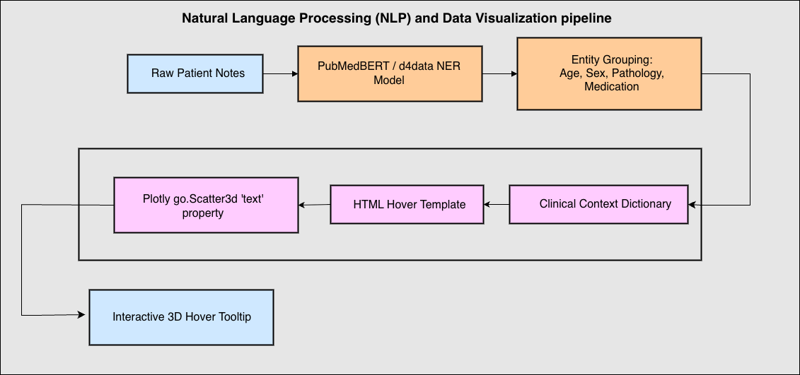 Natural Language Processing (NLP) and Data Visualization pipeline
Raw Patient Notes
PubMedBERT / d4data NER
Model
Entity Grouping:
Age, Sex, Pathology,
Medication
Plotly go.Scatter3d 'text'
property
HTML Hover Template
Clinical Context Dictionary
Interactive 3D Hover Tooltip